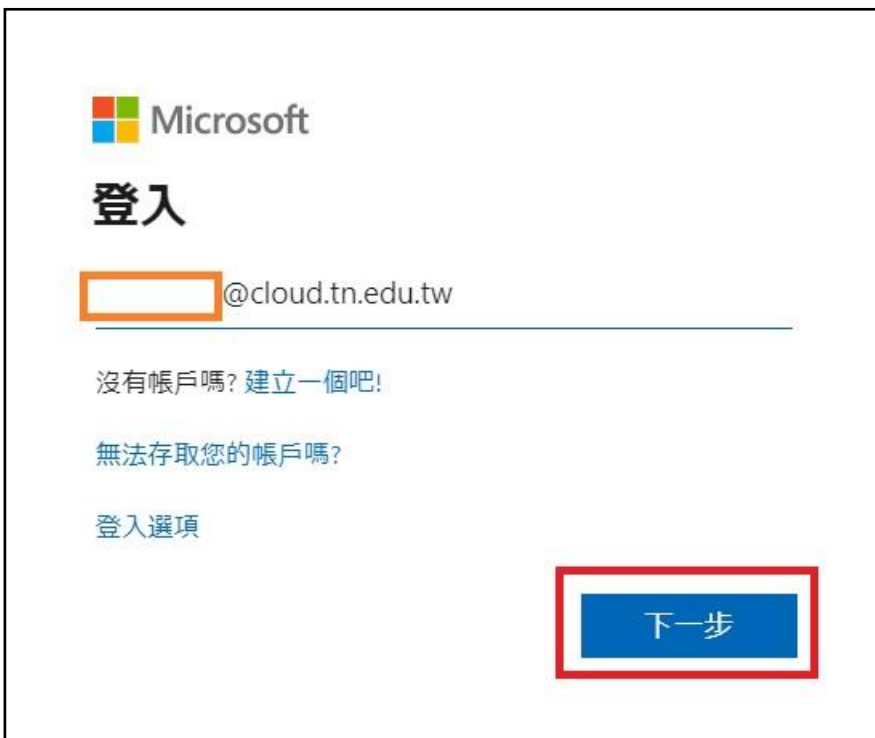 Microsoft
登入
@cloud.tn.edu.tw
沒有帳戶嗎? 建立一個吧!
無法存取您的帳戶嗎?
登入選項
下一步